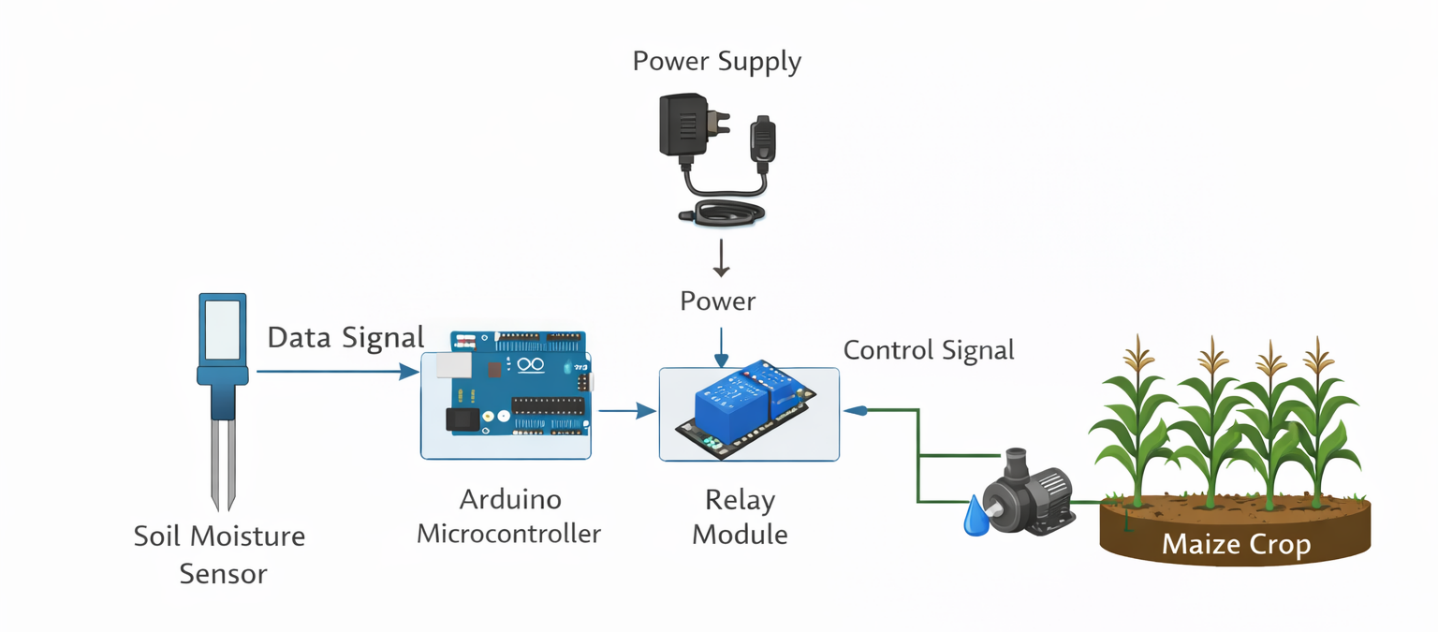 Power Supply
Power
Data Signal
Control Signal
Arduino
Microcontroller
Relay
Module
Soil Moisture
Sensor
Maize Crop